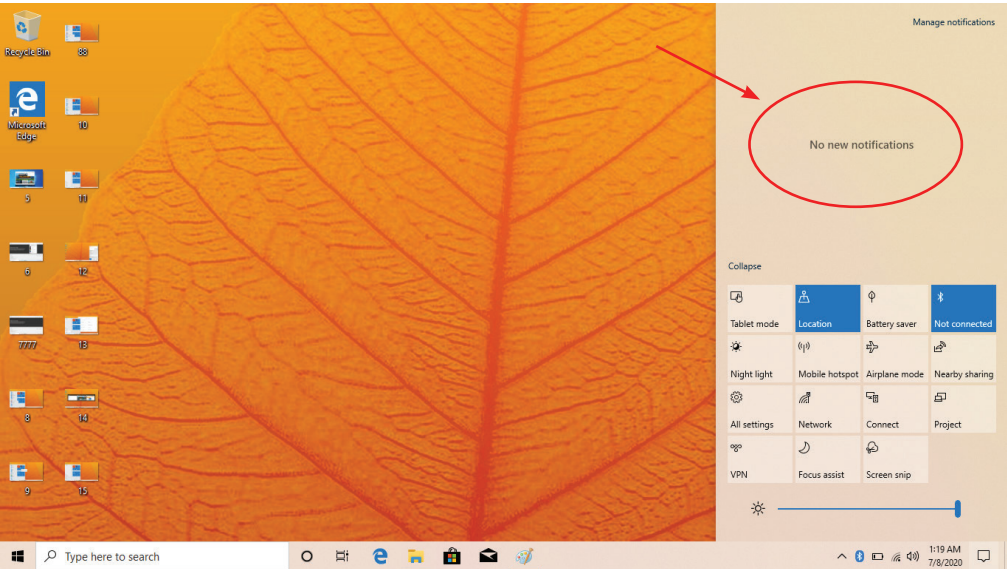 Recycle Bin
88
Microsoft
Edge
10
5
11
6
12
7777
13
8
14
9
15
Manage notifications
No new notifications
Collapse
Tablet mode
Location
Battery saver
Not connected
Night light
Mobile hotspot
Airplane mode
Nearby sharing
All settings
Network
Connect
Project
VPN
Focus assist
Screen snip
Type here to search
1:19 AM
7/8/2020